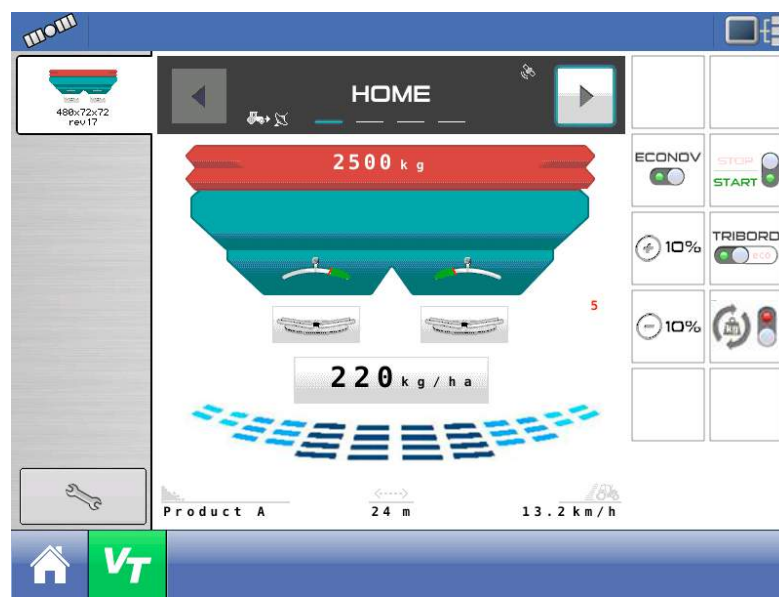 HOME
480x72x72
rev17
2500 kg
ECONOV
STOP
START
10%
TRIBORD
eco
5
10%
220 kg/ha
Product A
24 m
13.2 km/h
VT